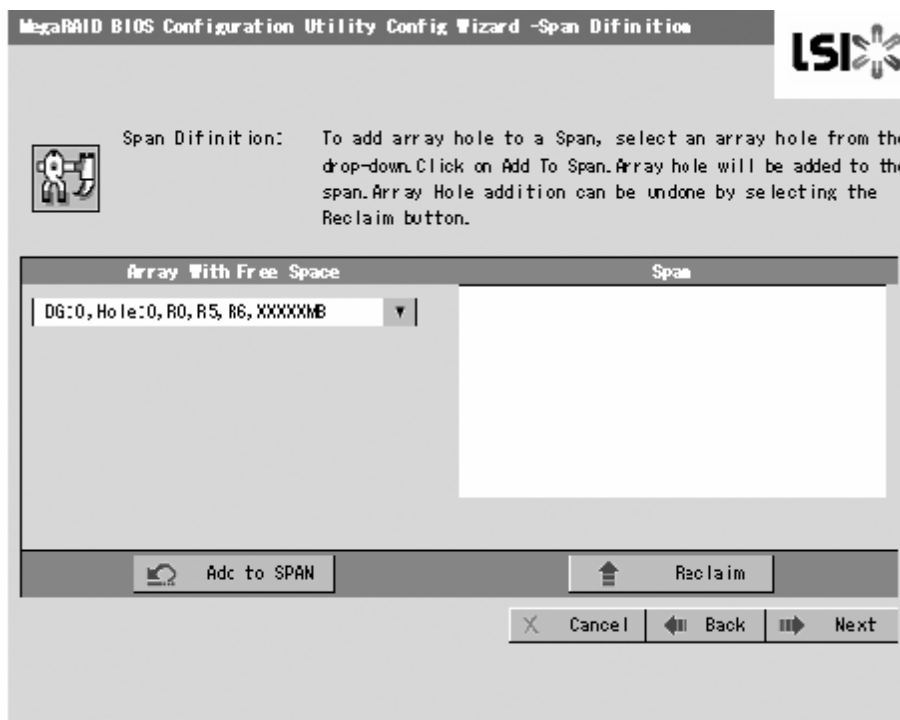 MegaRAID BIOS Configuration Utility Config Wizard -Span Difinition
LSI
Span Difinition:
To add array hole to a Span, select an array hole from the
drop-down.Click on Add To Span.Array hole will be added to the
span.Array Hole addition can be undone by selecting the
Reclaim button.
Array With Free Space
Span
DG:0,Hole:0,R0,R5,R6,XXXXXMB
Add to SPAN
Reclaim
X Cancel
Back
Next